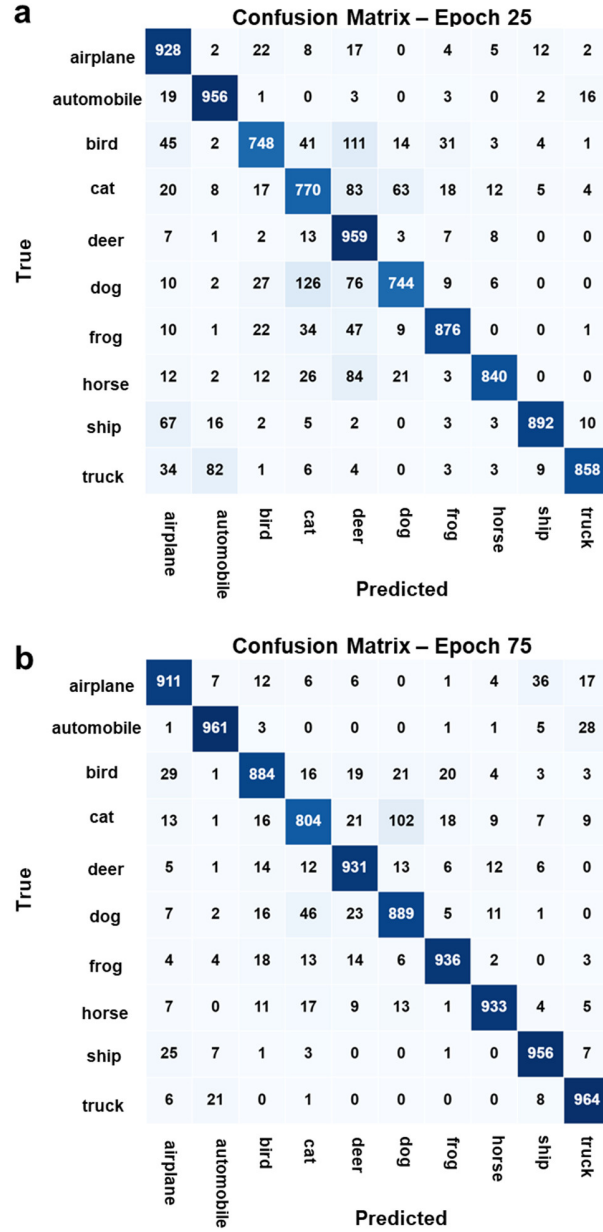 a
Confusion Matrix – Epoch 25
airplane 928 2 22 8 17 0 4 5 12 2
automobile 19 956 1 0 3 0 3 0 2 16
bird 45 2 748 41 111 14 31 3 4 1
cat 20 8 17 770 83 63 18 12 5 4
deer 7 1 2 13 959 3 7 8 0 0
dog 10 2 27 126 76 744 9 6 0 0
frog 10 1 22 34 47 9 876 0 0 1
horse 12 2 12 26 84 21 3 840 0 0
ship 67 16 2 5 2 0 3 3 892 10
truck 34 82 1 6 4 0 3 3 9 858
True
airplane automobile bird cat deer dog frog horse ship truck
Predicted
b
Confusion Matrix – Epoch 75
airplane 911 7 12 6 6 0 1 4 36 17
automobile 1 961 3 0 0 0 1 1 5 28
bird 29 1 884 16 19 21 20 4 3 3
cat 13 1 16 804 21 102 18 9 7 9
deer 5 1 14 12 931 13 6 12 6 0
dog 7 2 16 46 23 889 5 11 1 0
frog 4 4 18 13 14 6 936 2 0 3
horse 7 0 11 17 9 13 1 933 4 5
ship 25 7 1 3 0 0 1 0 956 7
truck 6 21 0 1 0 0 0 0 8 964
True
airplane automobile bird cat deer dog frog horse ship truck
Predicted